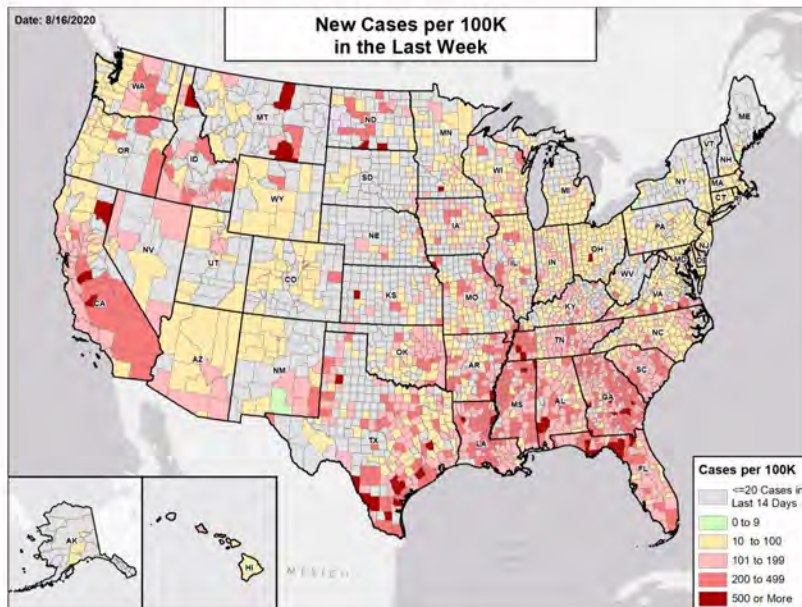 Date: 8/16/2020
New Cases per 100K
in the Last Week
WA
MT
ND
MN
ME
OR
ID
WI
VT
NH
SD
NY
MA
WY
MI
CT
IA
PA
NE
NJ
NV
OH
IL
IN
MD
DE
UT
CO
WV
CA
KS
MO
VA
KY
NC
TN
OK
AZ
NM
AR
SC
MS
AL
GA
TX
LA
FL
AK
HI
MEXICO
Cases per 100K
<=20 Cases in
Last 14 Days
0 to 9
10 to 100
101 to 199
200 to 499
500 or More